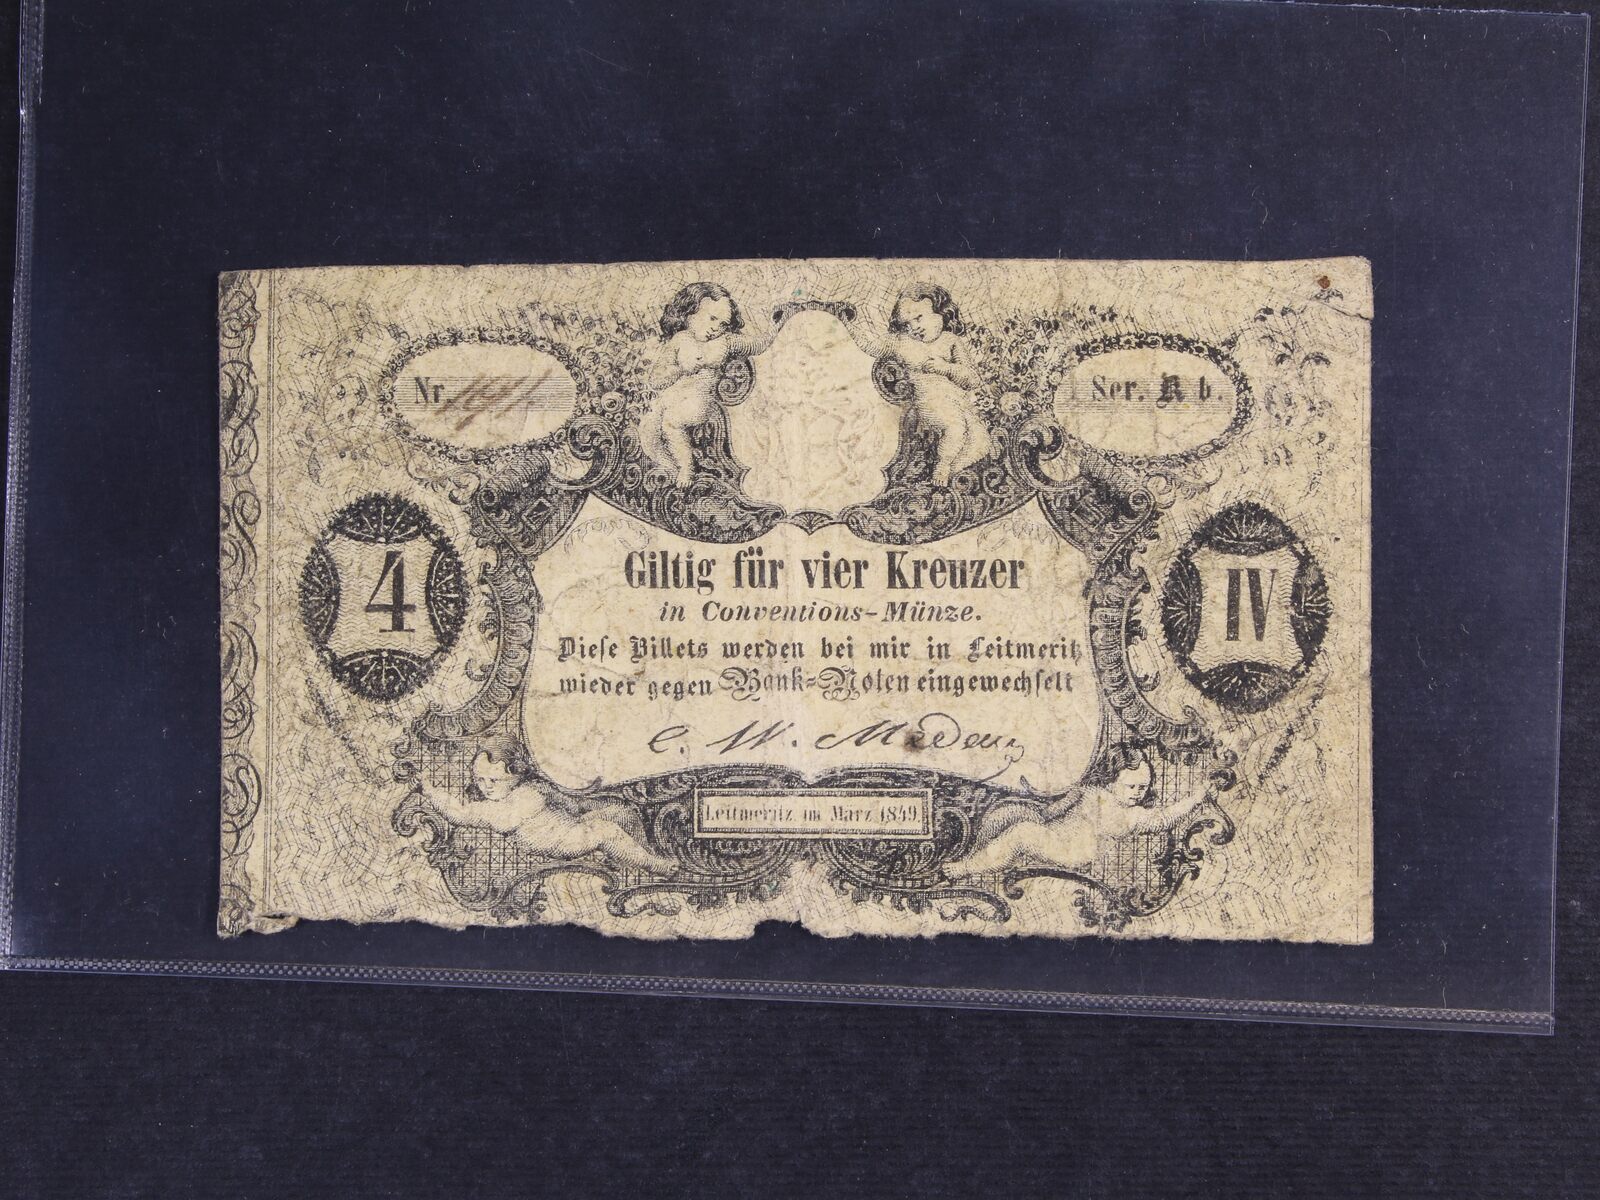 Nr.
Ser. K b.
4
IV
Giltig für vier Kreuzer
in Conventions-Münze.
Diese Billets werden bei mir in Leitmeritz
wieder gegen Bank=Noten eingewechselt
C. W. Medau
Leitmeritz im März 1849.